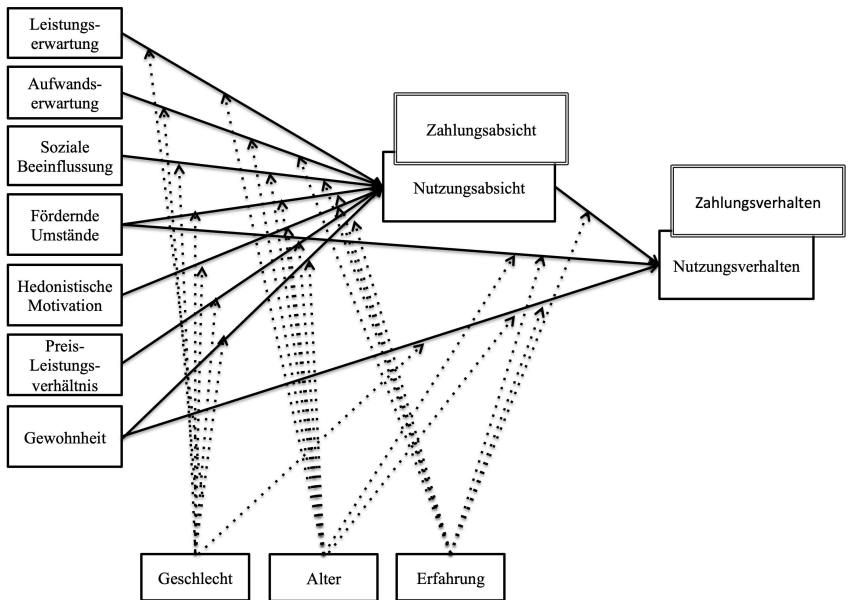 Leistungs-
erwartung
Aufwands-
erwartung
Soziale
Beeinflussung
Fördernde
Umstände
Hedonistische
Motivation
Preis-
Leistungs-
verhältnis
Gewohnheit
Zahlungsabsicht
Nutzungsabsicht
Zahlungsverhalten
Nutzungsverhalten
Geschlecht
Alter
Erfahrung